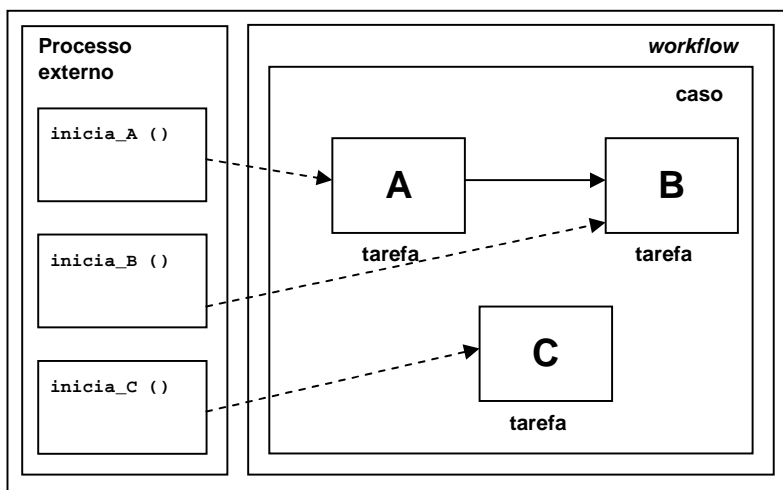 Processo
externo
inicia_A ()
inicia_B ()
inicia_C ()
workflow
caso
A
tarefa
B
tarefa
C
tarefa